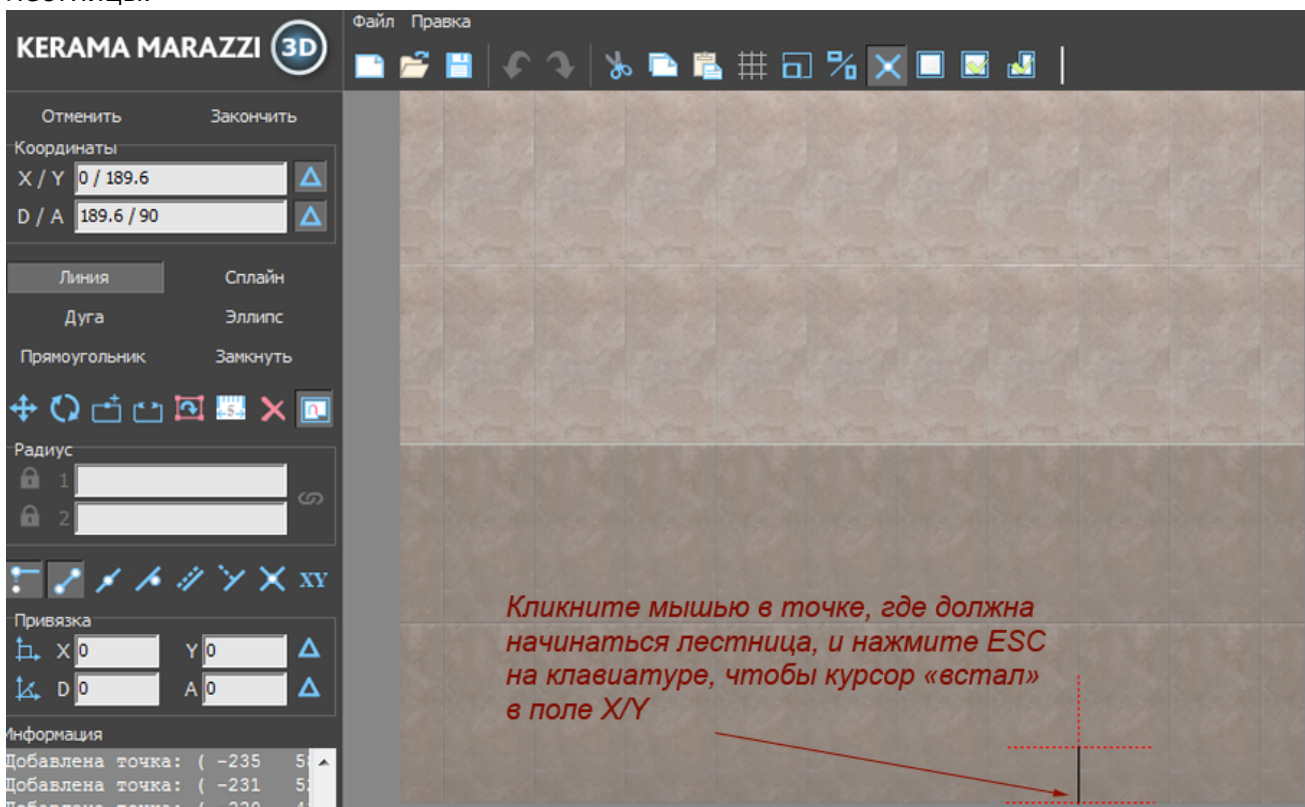 Файл Правка
KERAMA MARAZZI 3D
Отменить Закончить
Координаты
X / Y 0 / 189.6
D / A 189.6 / 90
Линия Сплайн
Дуга Эллипс
Прямоугольник Замкнуть
5
Радиус
1
2
XY
Привязка
X 0 Y 0
D 0 A 0
Кликните мышью в точке, где должна
начинаться лестница, и нажмите ESC
на клавиатуре, чтобы курсор «встал»
в поле X/Y
Информация
Добавлена точка: ( -235
Добавлена точка: ( -231